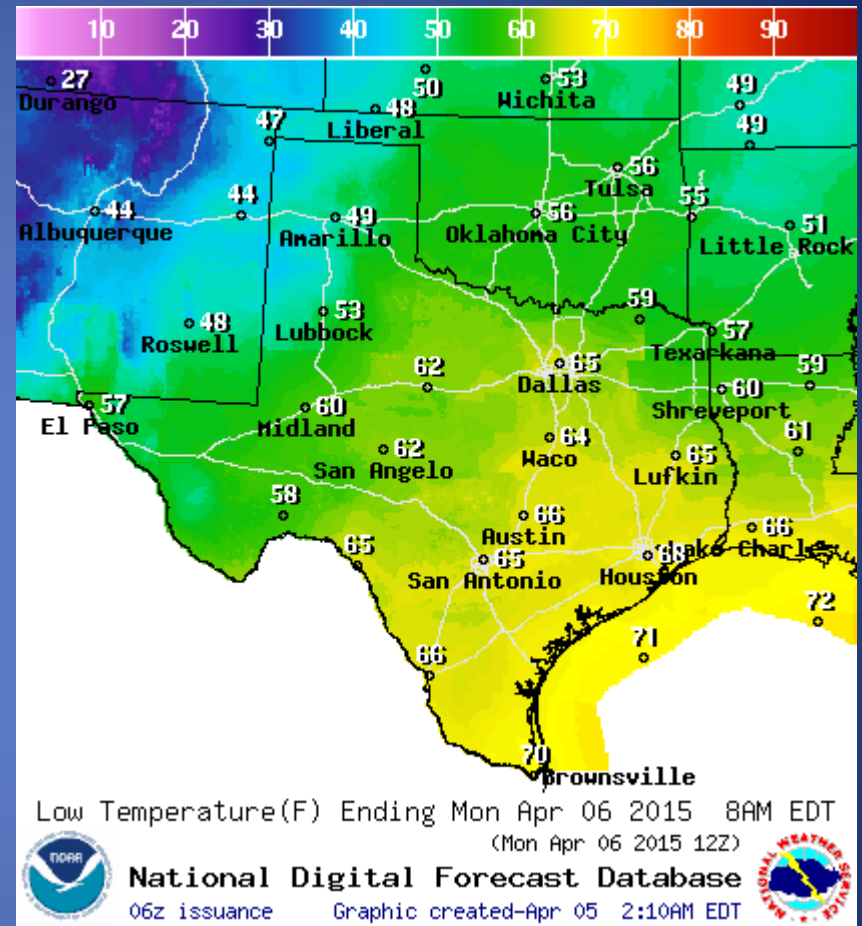 10 20 30 40 50 60 70 80 90
27
Durango
50
53
Wichita
49
48
Liberal
47
49
56
Tulsa
44
Albuquerque
44
49
Amarillo
56
Oklahoma City
55
51
Little Rock
48
Roswell
53
Lubbock
59
57
Texarkana
62
65
Dallas
59
60
Shreveport
57
El Paso
60
Midland
62
San Angelo
64
Waco
65
Lufkin
61
58
66
Austin
66
65
65
San Antonio
68
Houston
Lake Charles
72
71
66
70
Brownsville
Low Temperature(F) Ending Mon Apr 06 2015 8AM EDT
(Mon Apr 06 2015 12Z)
NOAA
National Digital Forecast Database
06z issuance Graphic created-Apr 05 2:10AM EDT
NATIONAL WEATHER SERVICE